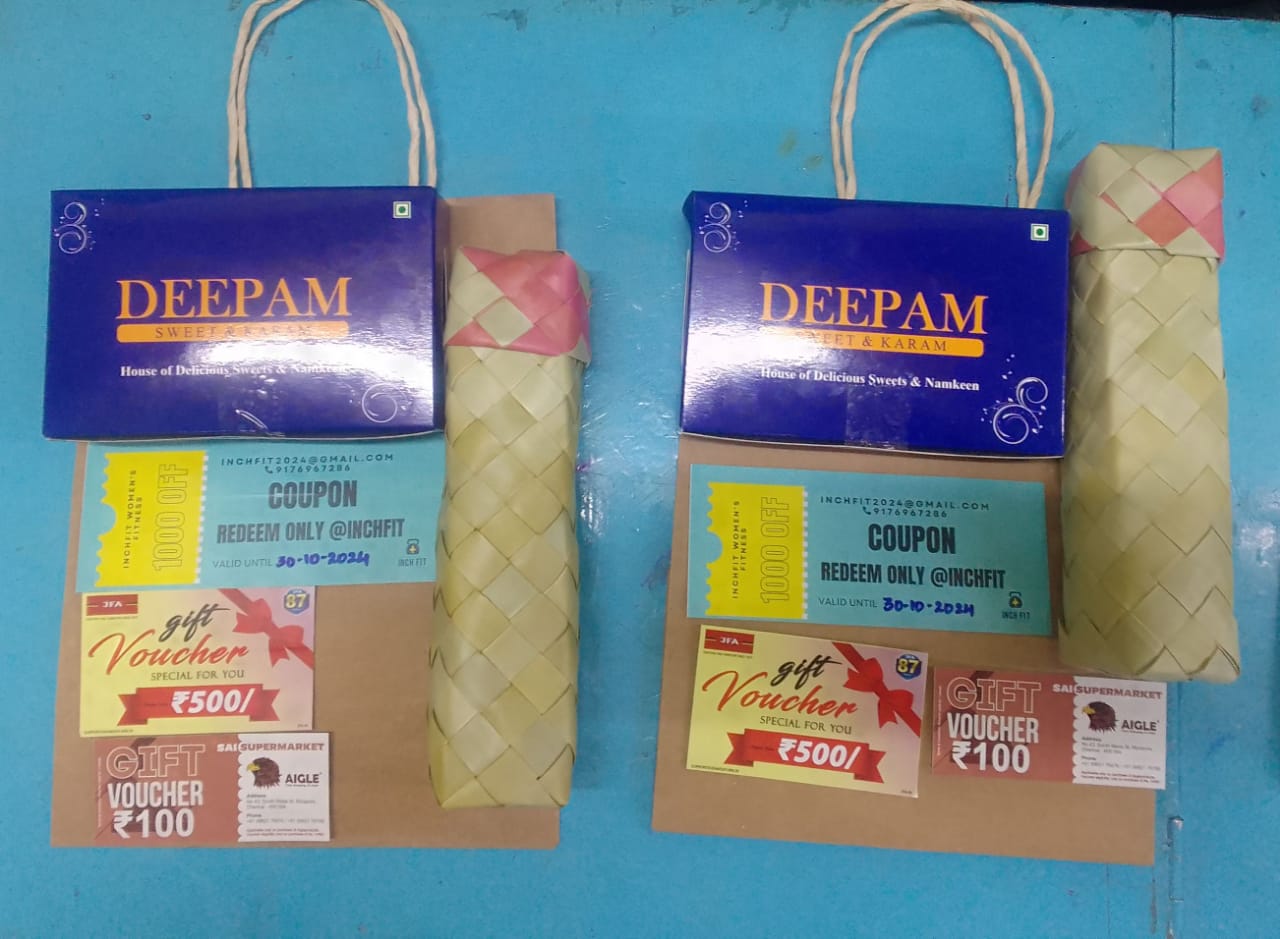 DEEPAM
SWEET & KARAM
House of Delicious Sweets & Namkeen
INCHFIT2024@GMAIL.COM
9176967286
INCHFIT WOMEN'S
FITNESS
1000 OFF
COUPON
REDEEM ONLY @INCHFIT
VALID UNTIL 30-10-2024
INCH FIT
JFA
87
gift
Voucher
SPECIAL FOR YOU
₹500/
GIFT
VOUCHER
₹100
SAI SUPERMARKET
AIGLE
Address
Phone
DEEPAM
SWEET & KARAM
House of Delicious Sweets & Namkeen
INCHFIT2024@GMAIL.COM
9176967286
INCHFIT WOMEN'S
FITNESS
1000 OFF
COUPON
REDEEM ONLY @INCHFIT
VALID UNTIL 30-10-2024
INCH FIT
JFA
87
gift
Voucher
SPECIAL FOR YOU
₹500/
GIFT
VOUCHER
₹100
SAI SUPERMARKET
AIGLE
Address
Phone